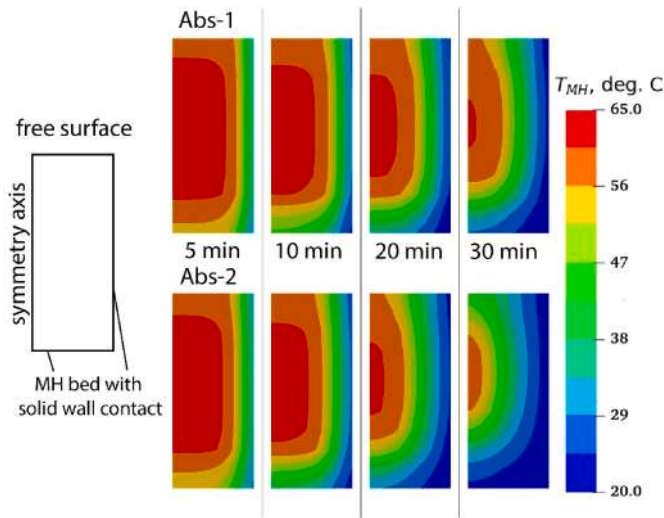 Abs-1
T_MH, deg. C
65.0
56
47
38
29
20.0
free surface
symmetry axis
MH bed with
solid wall contact
5 min
10 min
20 min
30 min
Abs-2